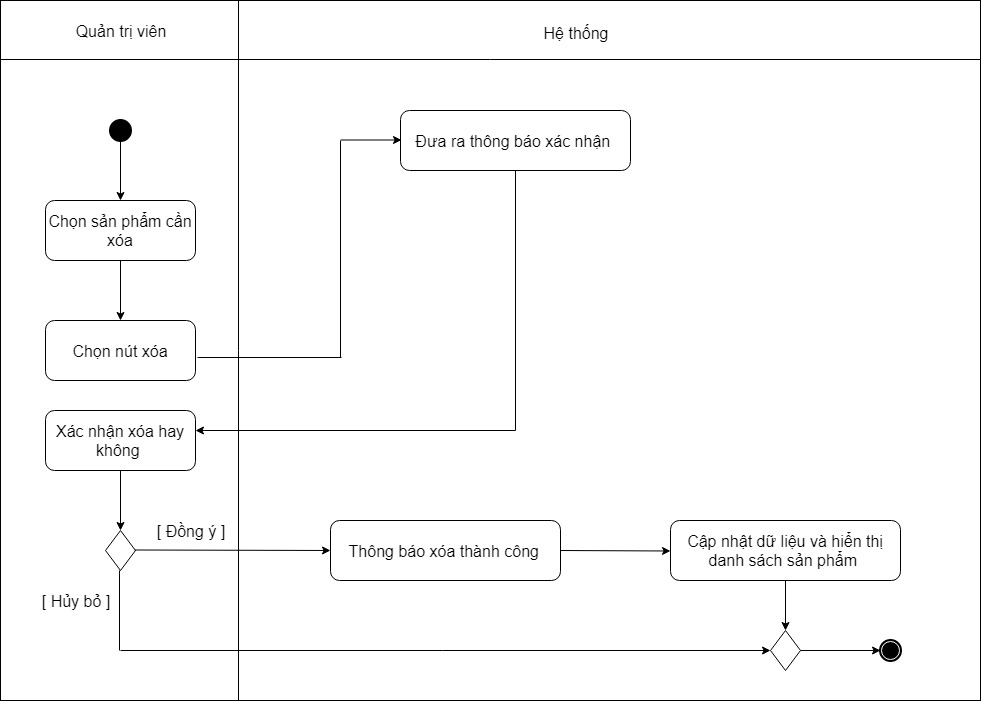 Quản trị viên
Hệ thống
Đưa ra thông báo xác nhận
Chọn sản phẩm cần
xóa
Chọn nút xóa
Xác nhận xóa hay
không
[ Đồng ý ]
Thông báo xóa thành công
Cập nhật dữ liệu và hiển thị
danh sách sản phẩm
[ Hủy bỏ ]